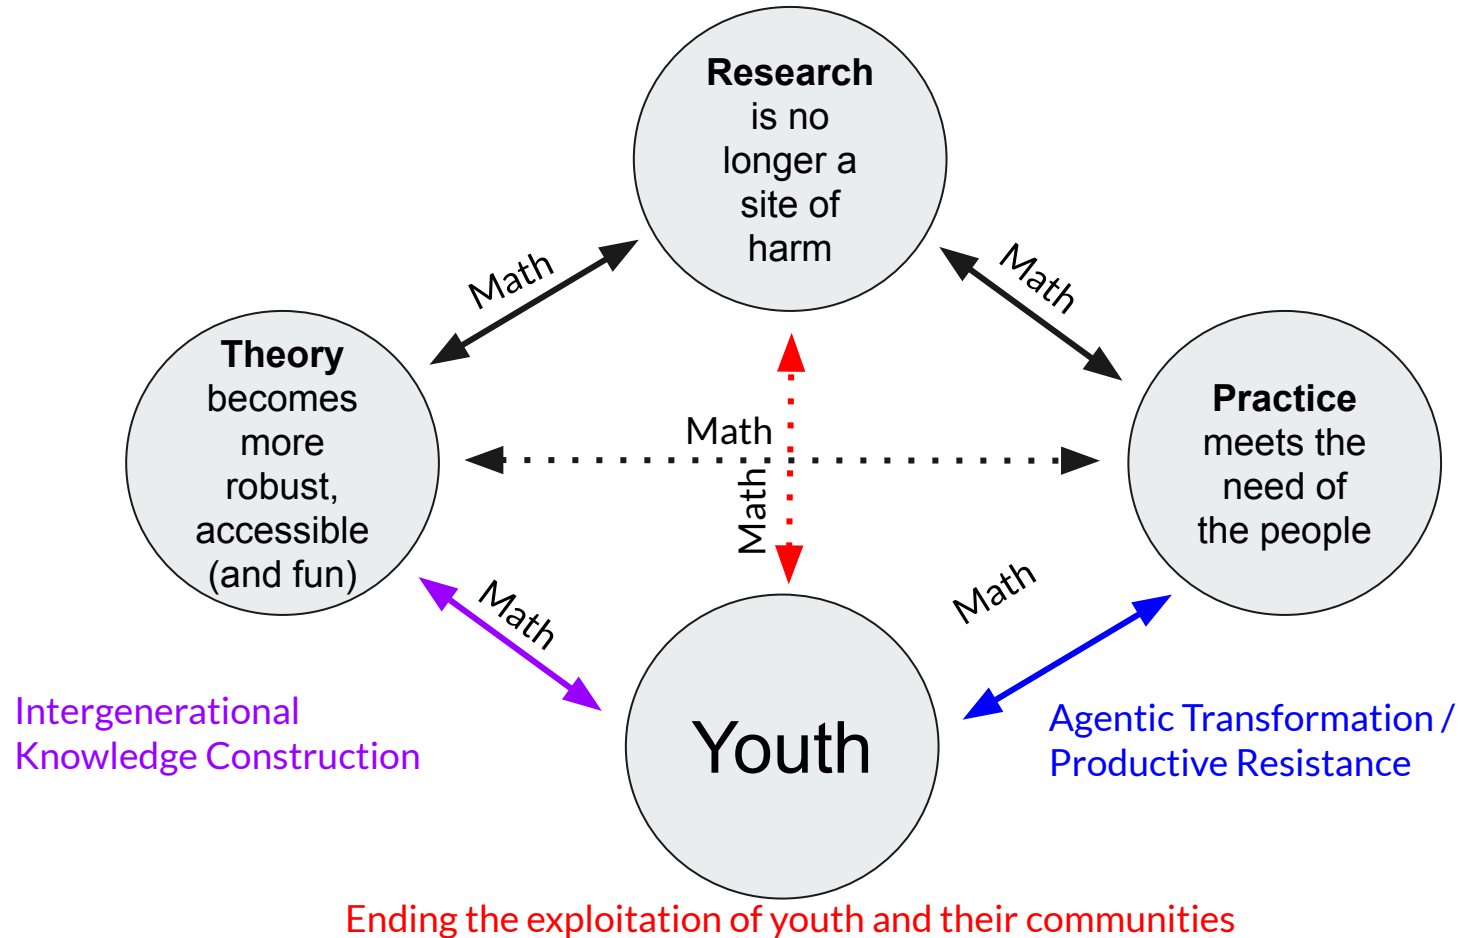 Research
is no
longer a
site of
harm
Math
Math
Theory
becomes
more
robust,
accessible
(and fun)
Practice
meets the
need of
the people
Math
Math
Math
Math
Youth
Intergenerational
Knowledge Construction
Agentic Transformation /
Productive Resistance
Ending the exploitation of youth and their communities